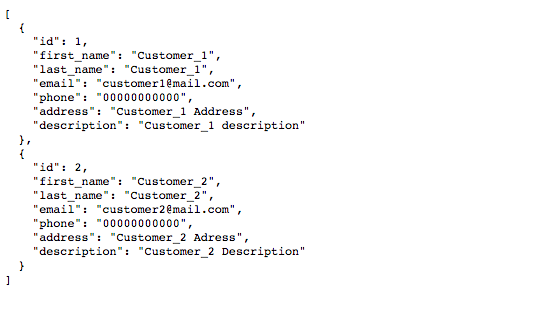 [
  {
    "id": 1,
    "first_name": "Customer_1",
    "last_name": "Customer_1",
    "email": "customer1@mail.com",
    "phone": "00000000000",
    "address": "Customer_1 Address",
    "description": "Customer_1 description"
  },
  {
    "id": 2,
    "first_name": "Customer_2",
    "last_name": "Customer_2",
    "email": "customer2@mail.com",
    "phone": "00000000000",
    "address": "Customer_2 Adress",
    "description": "Customer_2 Description"
  }
]